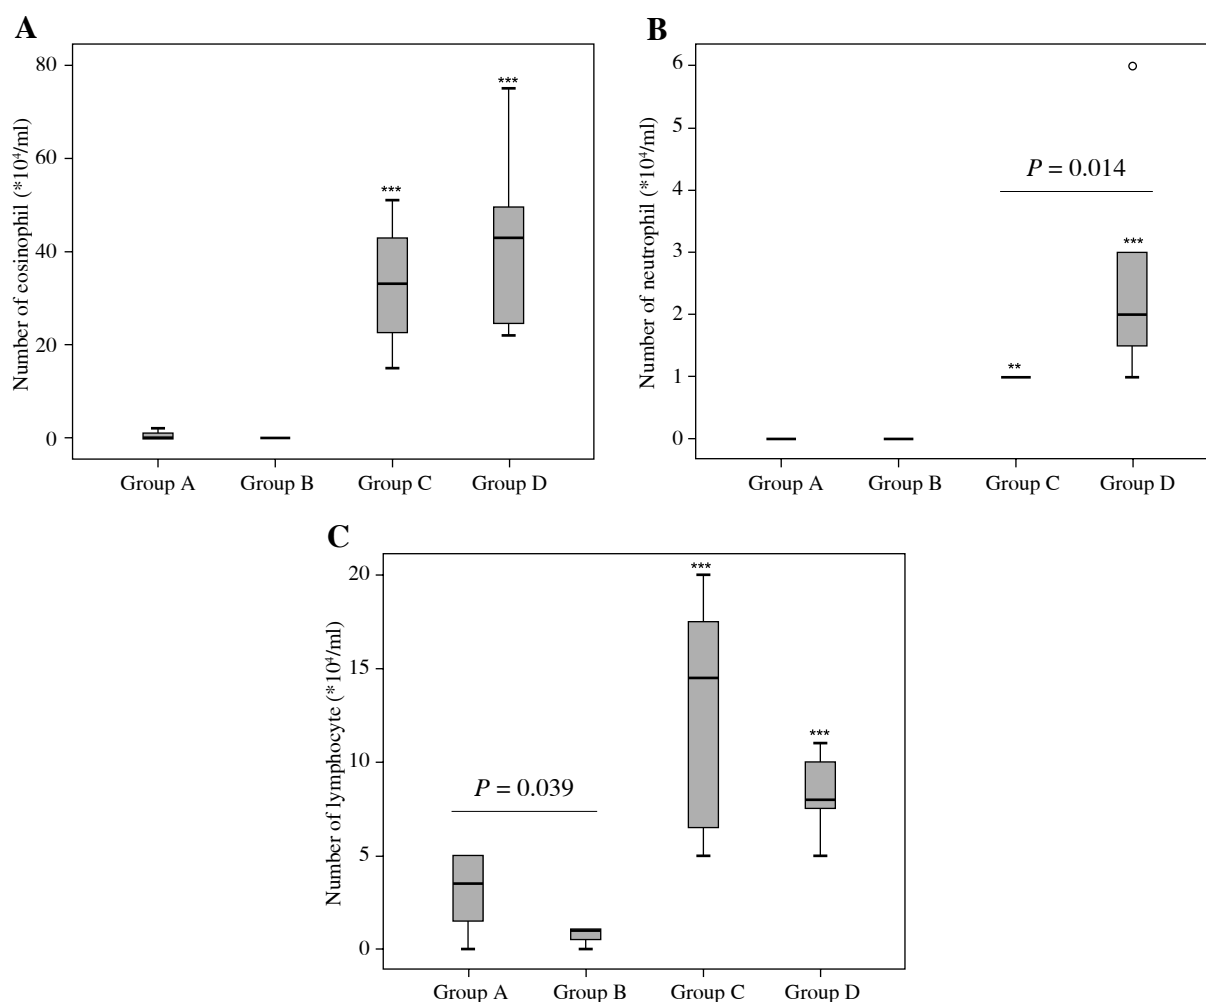 A
Number of eosinophil (*10⁴/ml)
80
60
40
20
0
***
***
Group A Group B Group C Group D
B
Number of neutrophil (*10⁴/ml)
6
5
4
3
2
1
0
P = 0.014
**
***
Group A Group B Group C Group D
C
Number of lymphocyte (*10⁴/ml)
20
15
10
5
0
P = 0.039
***
***
Group A Group B Group C Group D